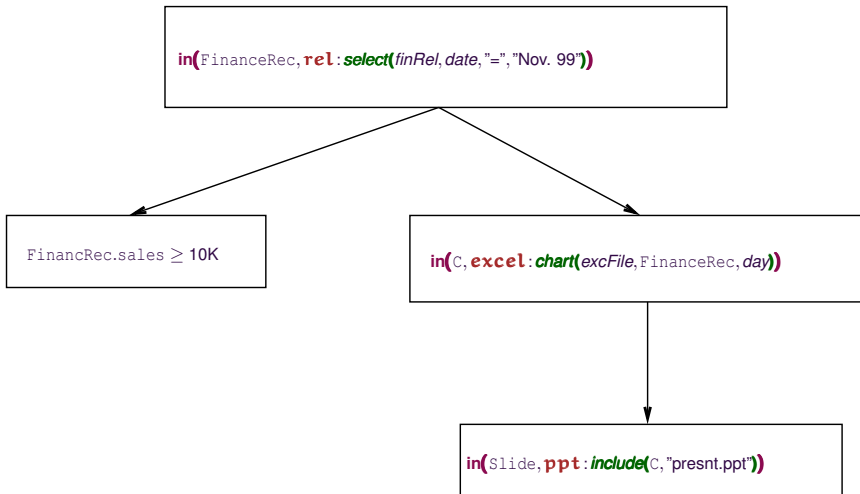 in(FinanceRec, rel:select(finRel, date, "=", "Nov. 99"))
FinancRec.sales ≥ 10K
in(C, excel:chart(excFile, FinanceRec, day))
in(Slide, ppt:include(C, "presnt.ppt"))